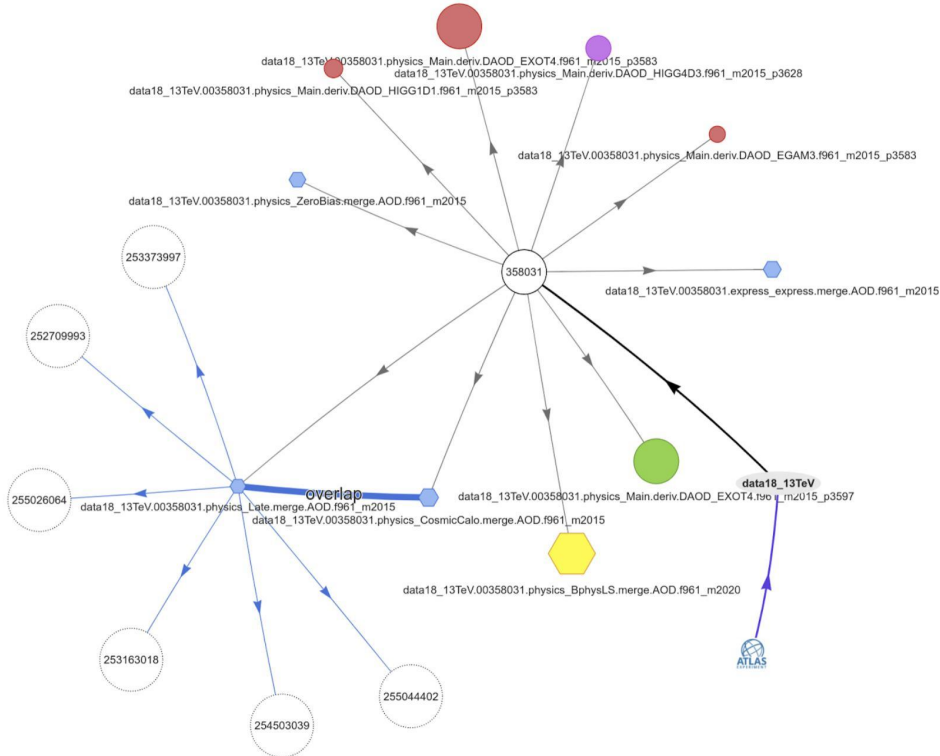 data18_13TeV.00358031.physics_Main.deriv.DAOD_EXOT4.f961_m2015_p3583
data18_13TeV.00358031.physics_Main.deriv.DAOD_HIGG4D3.f961_m2015_p3628
data18_13TeV.00358031.physics_Main.deriv.DAOD_HIGG1D1.f961_m2015_p3583
data18_13TeV.00358031.physics_Main.deriv.DAOD_EGAM3.f961_m2015_p3583
data18_13TeV.00358031.physics_ZeroBias.merge.AOD.f961_m2015
253373997
358031
data18_13TeV.00358031.express_express.merge.AOD.f961_m2015
252709993
data18_13TeV
overlap
255026064
data18_13TeV.00358031.physics_Main.deriv.DAOD_EXOT4.f961_m2015_p3597
data18_13TeV.00358031.physics_Late.merge.AOD.f961_m2015
data18_13TeV.00358031.physics_CosmicCalo.merge.AOD.f961_m2015
data18_13TeV.00358031.physics_BphysLS.merge.AOD.f961_m2020
253163018
ATLAS
EXPERIMENT
255044402
254503039